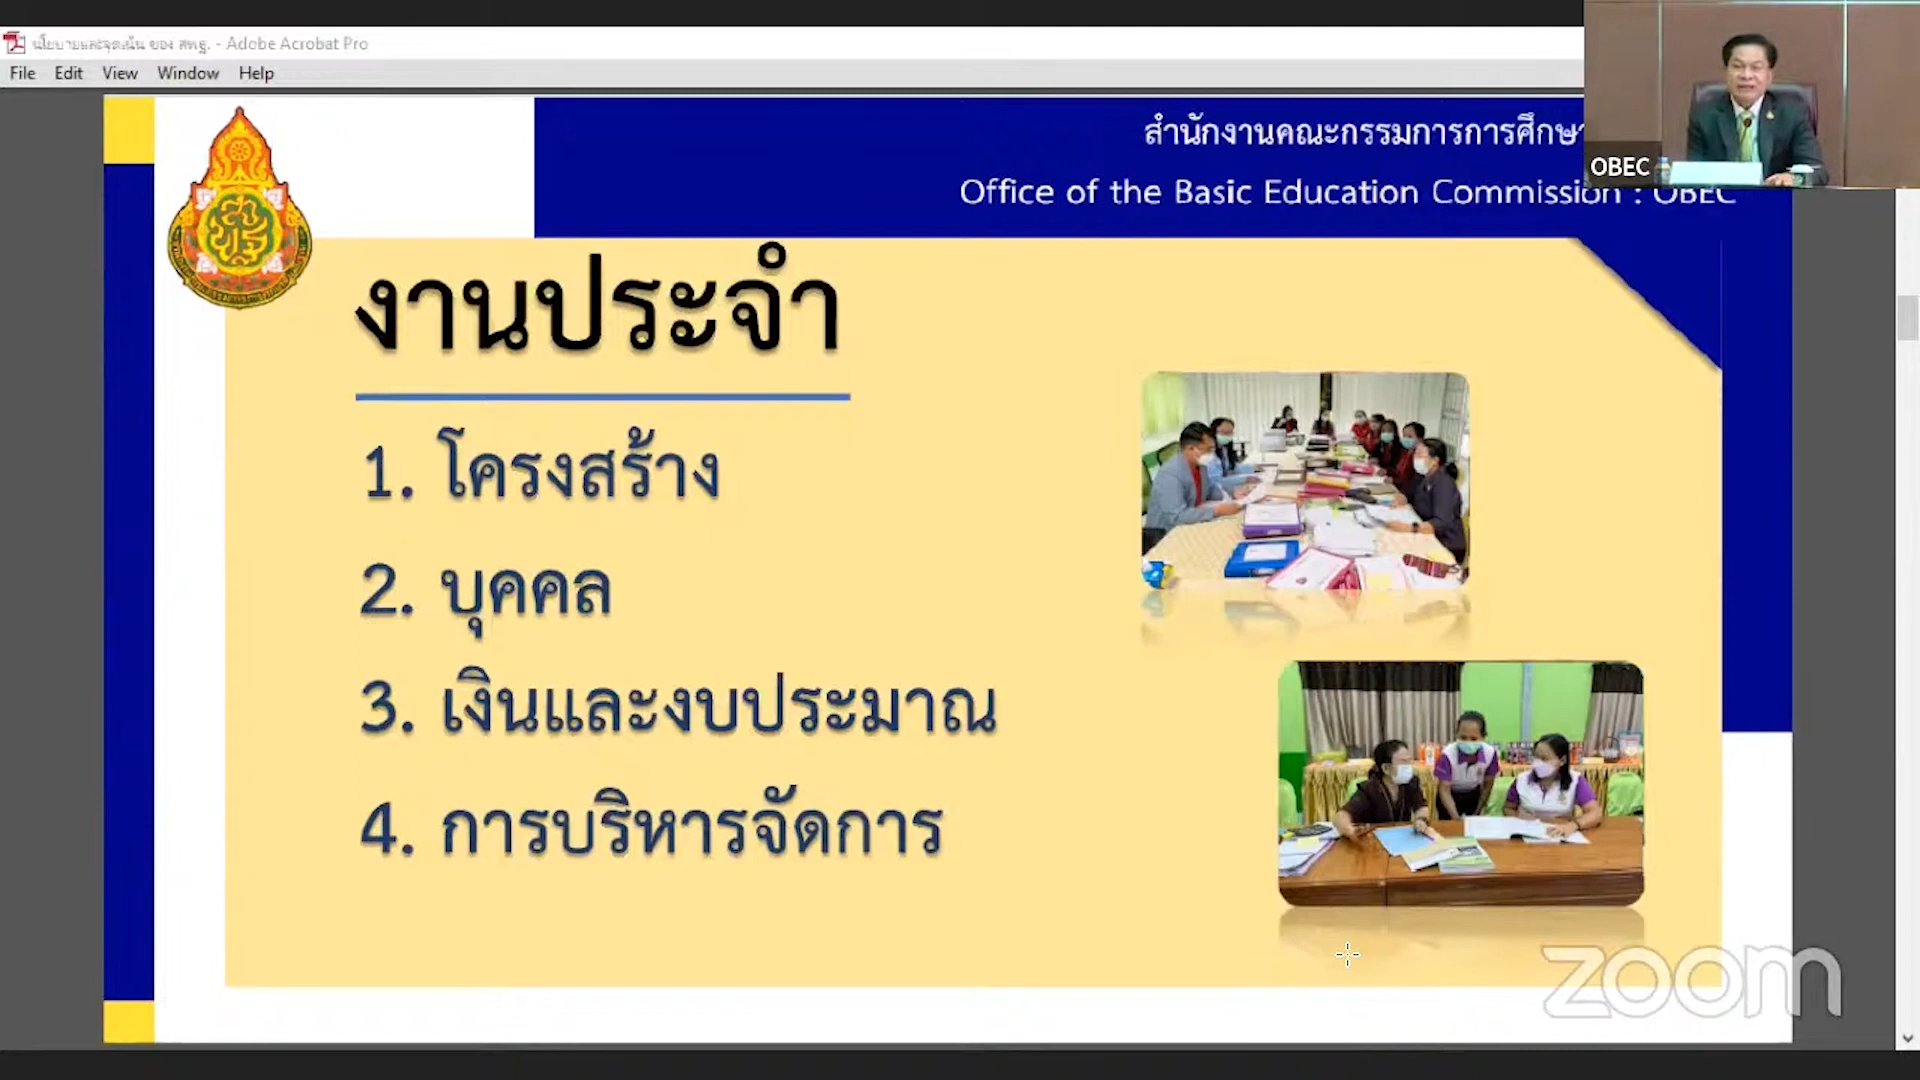 นโยบายและจุดเน้น ของ สพฐ. - Adobe Acrobat Pro
File Edit View Window Help
สำนักงานคณะกรรมการการศึกษา
Office of the Basic Education Commission : OBEC
OBEC
งานประจำ
1. โครงสร้าง
2. บุคคล
3. เงินและงบประมาณ
4. การบริหารจัดการ
zoom